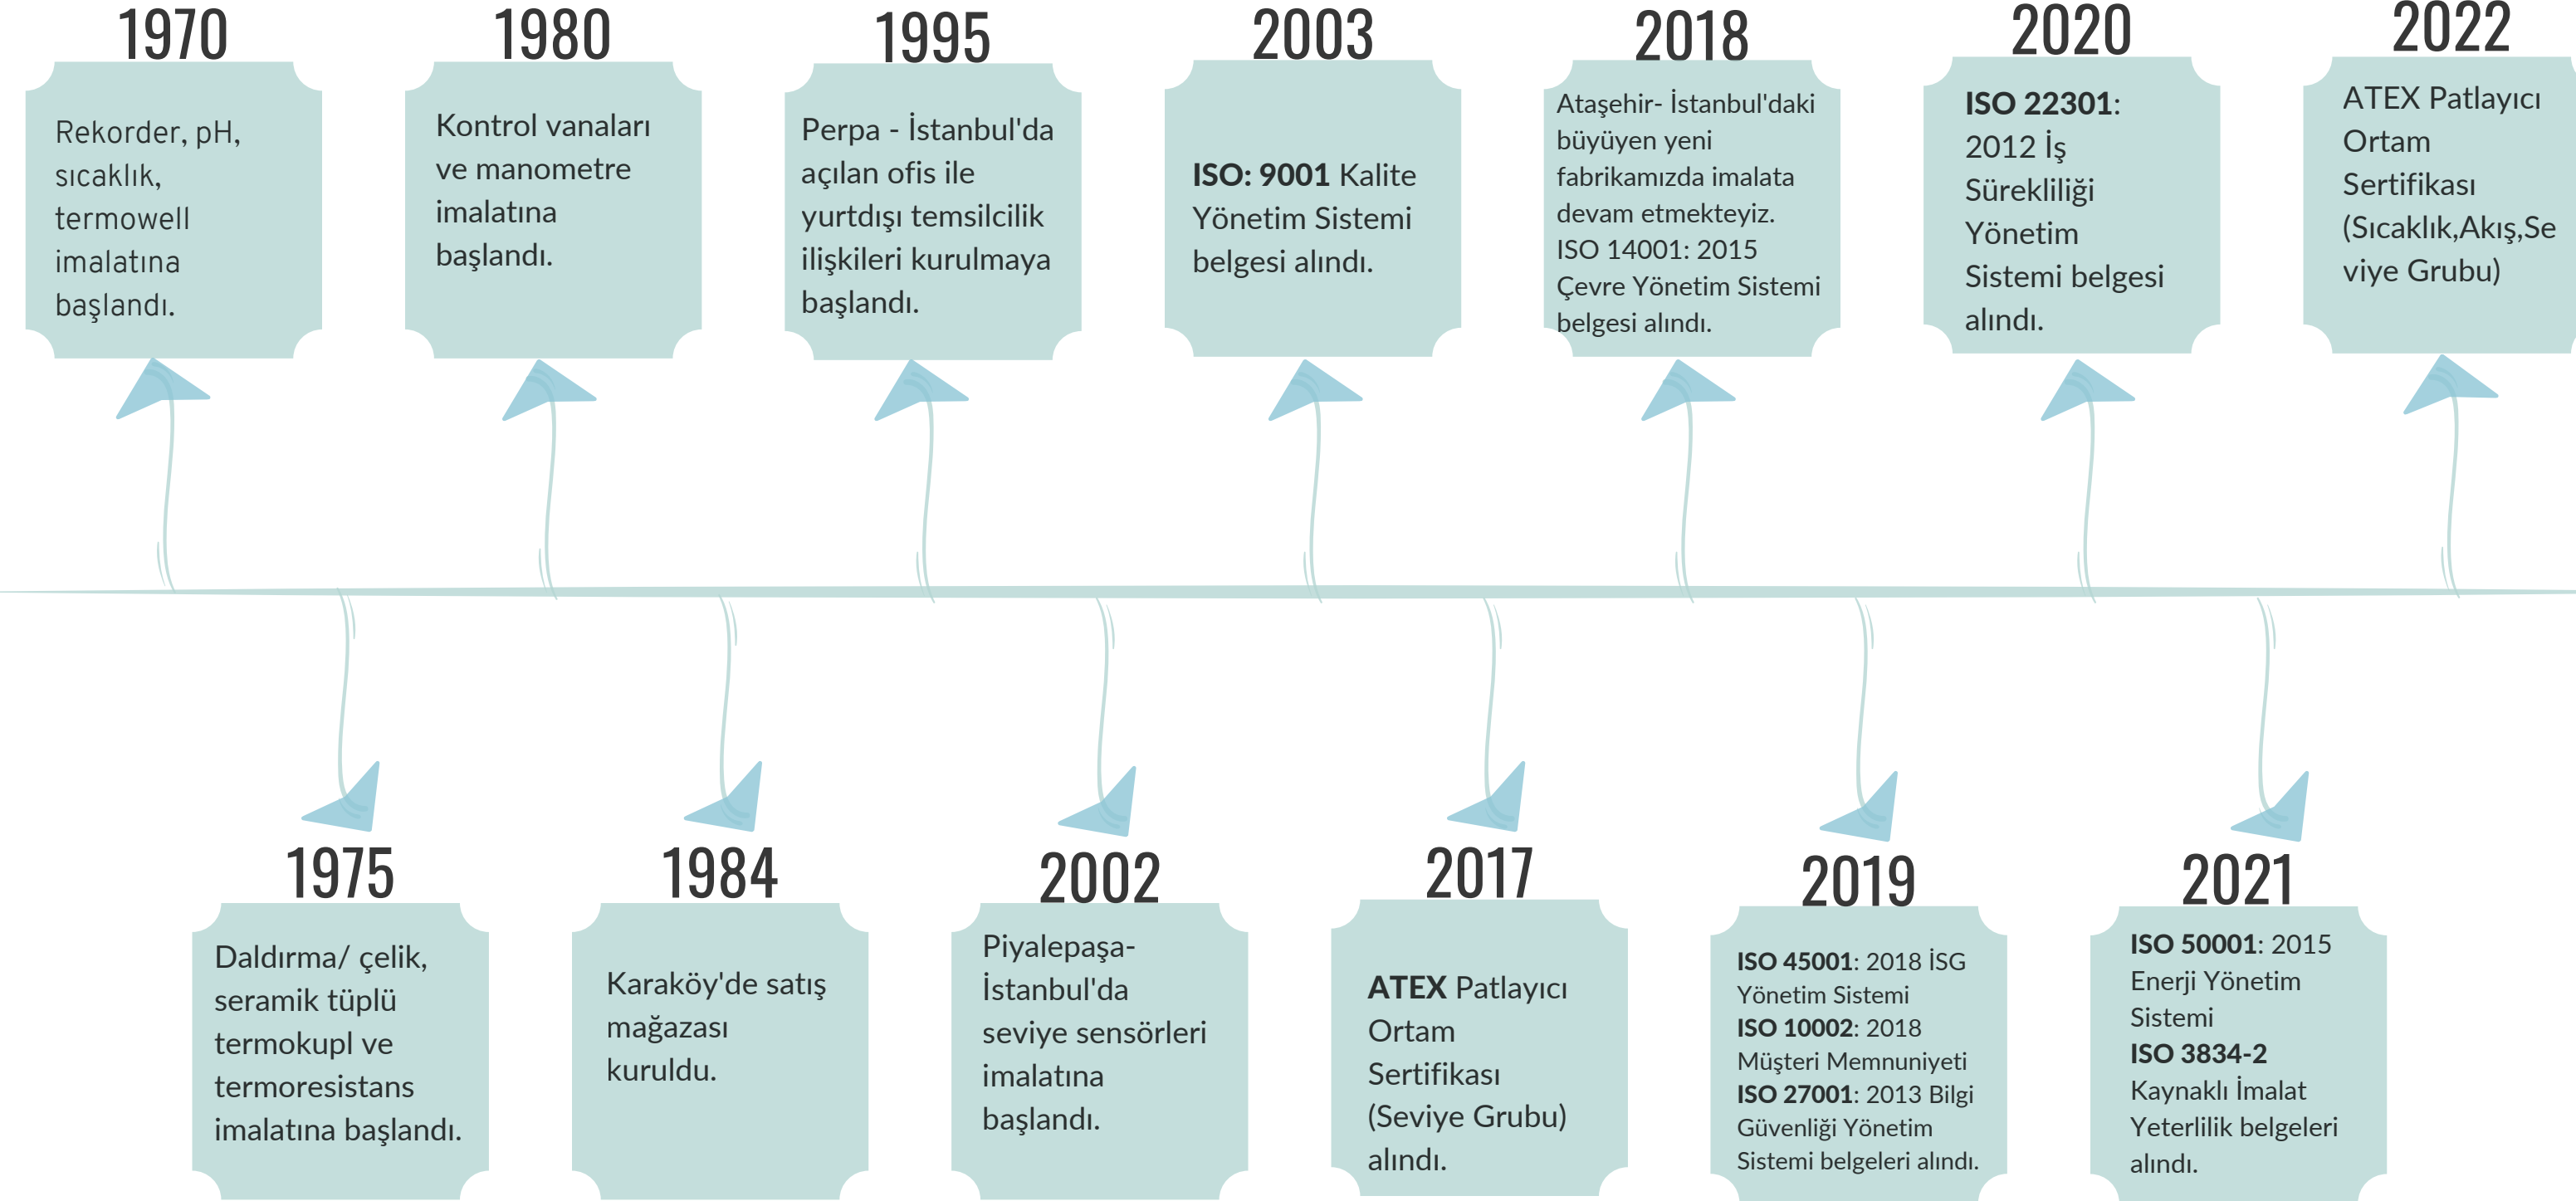 1970
Rekorder, pH,
sıcaklık,
termowell
imalatına
başlandı.
1980
Kontrol vanaları
ve manometre
imalatına
başlandı.
1995
Perpa - İstanbul'da
açılan ofis ile
yurtdışı temsilcilik
ilişkileri kurulmaya
başlandı.
2003
ISO: 9001 Kalite
Yönetim Sistemi
belgesi alındı.
2018
Ataşehir- İstanbul'daki
büyüyen yeni
fabrikamızda imalata
devam etmekteyiz.
ISO 14001: 2015
Çevre Yönetim Sistemi
belgesi alındı.
2020
ISO 22301:
2012 İş
Sürekliliği
Yönetim
Sistemi belgesi
alındı.
2022
ATEX Patlayıcı
Ortam
Sertifikası
(Sıcaklık,Akış,Se
viye Grubu)
1975
Daldırma/ çelik,
seramik tüplü
termokupl ve
termoresistans
imalatına başlandı.
1984
Karaköy'de satış
mağazası
kuruldu.
2002
Piyalepaşa-
İstanbul'da
seviye sensörleri
imalatına
başlandı.
2017
ATEX Patlayıcı
Ortam
Sertifikası
(Seviye Grubu)
alındı.
2019
ISO 45001: 2018 İSG
Yönetim Sistemi
ISO 10002: 2018
Müşteri Memnuniyeti
ISO 27001: 2013 Bilgi
Güvenliği Yönetim
Sistemi belgeleri alındı.
2021
ISO 50001: 2015
Enerji Yönetim
Sistemi
ISO 3834-2
Kaynaklı İmalat
Yeterlilik belgeleri
alındı.